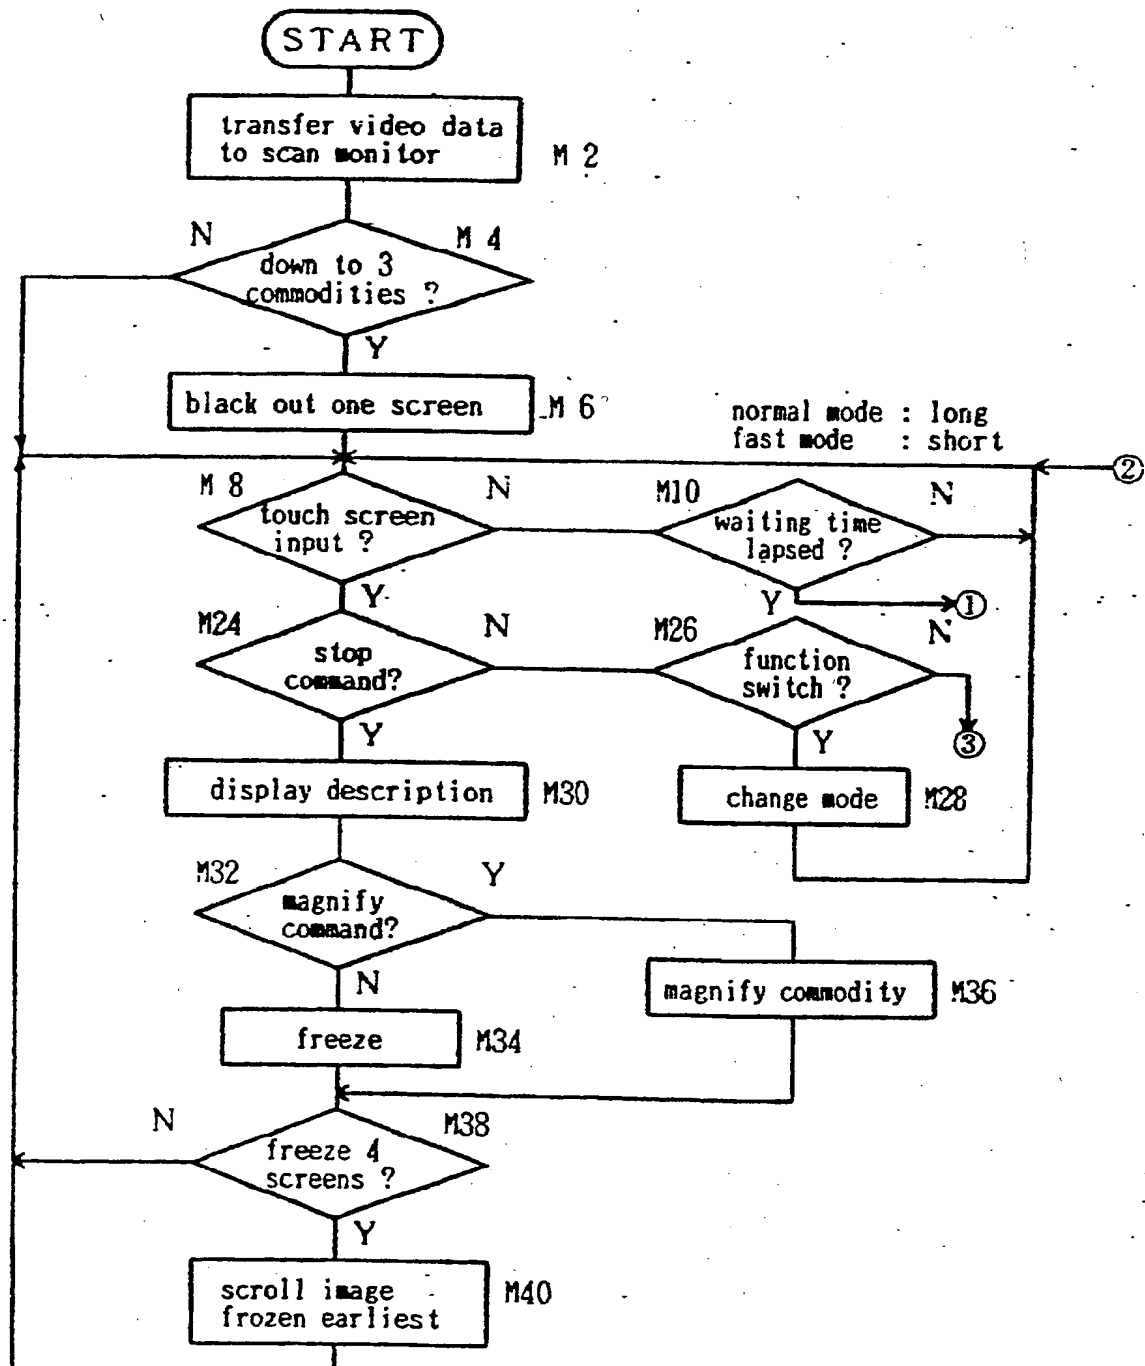 START
transfer video data
to scan monitor
M 2
N
M 4
down to 3
commodities ?
Y
black out one screen
M 6
normal mode : long
fast mode : short
②
M 8
N
touch screen
input ?
M10
N
waiting time
lapsed ?
Y
Y
①
M24
N
stop
command?
M26
N
function
switch ?
Y
Y
③
display description
M30
change mode
M28
M32
Y
magnify
command?
N
magnify commodity
M36
freeze
M34
N
M38
freeze 4
screens ?
Y
scroll image
frozen earliest
M40